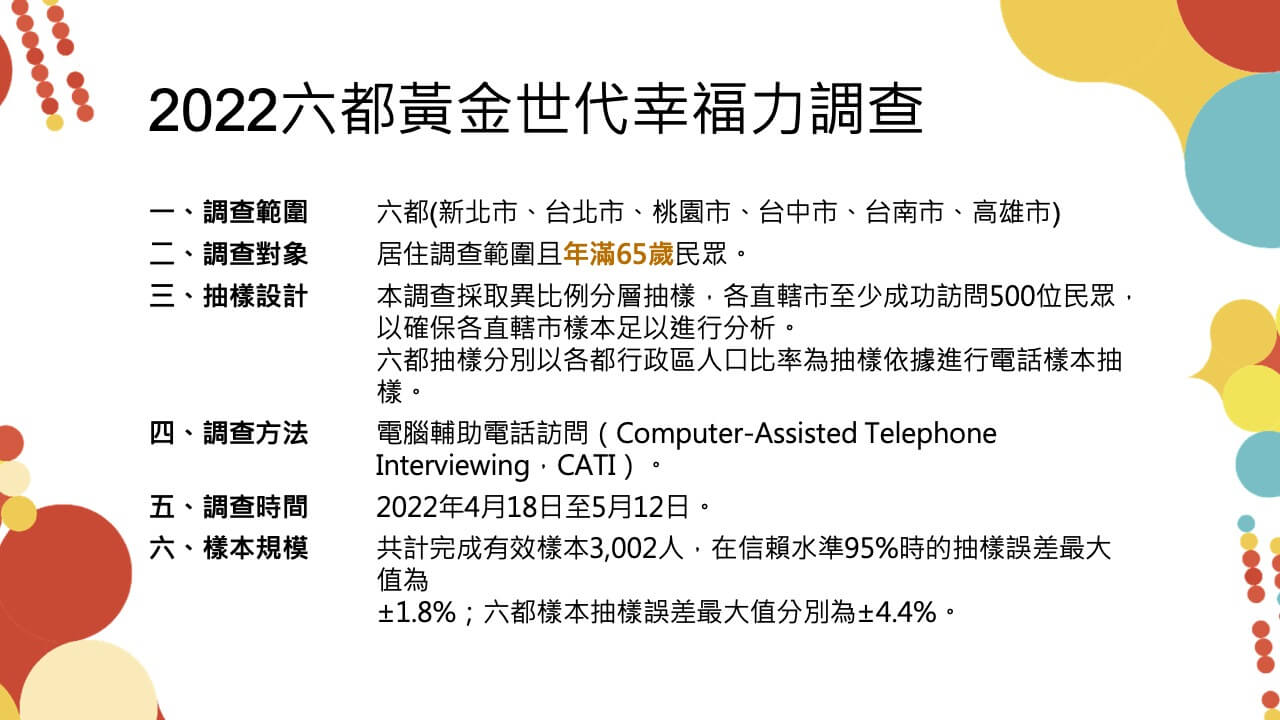 2022六都黃金世代幸福力調查
一、調查範圍 六都(新北市、台北市、桃園市、台中市、台南市、高雄市)
二、調查對象 居住調查範圍且年滿65歲民眾。
三、抽樣設計 本調查採取異比例分層抽樣，各直轄市至少成功訪問500位民眾，
以確保各直轄市樣本足以進行分析。
六都抽樣分別以各都行政區人口比率為抽樣依據進行電話樣本抽
樣。
四、調查方法 電腦輔助電話訪問（Computer-Assisted Telephone
Interviewing，CATI）。
五、調查時間 2022年4月18日至5月12日。
六、樣本規模 共計完成有效樣本3,002人，在信賴水準95%時的抽樣誤差最大
值為
±1.8%；六都樣本抽樣誤差最大值分別為±4.4%。